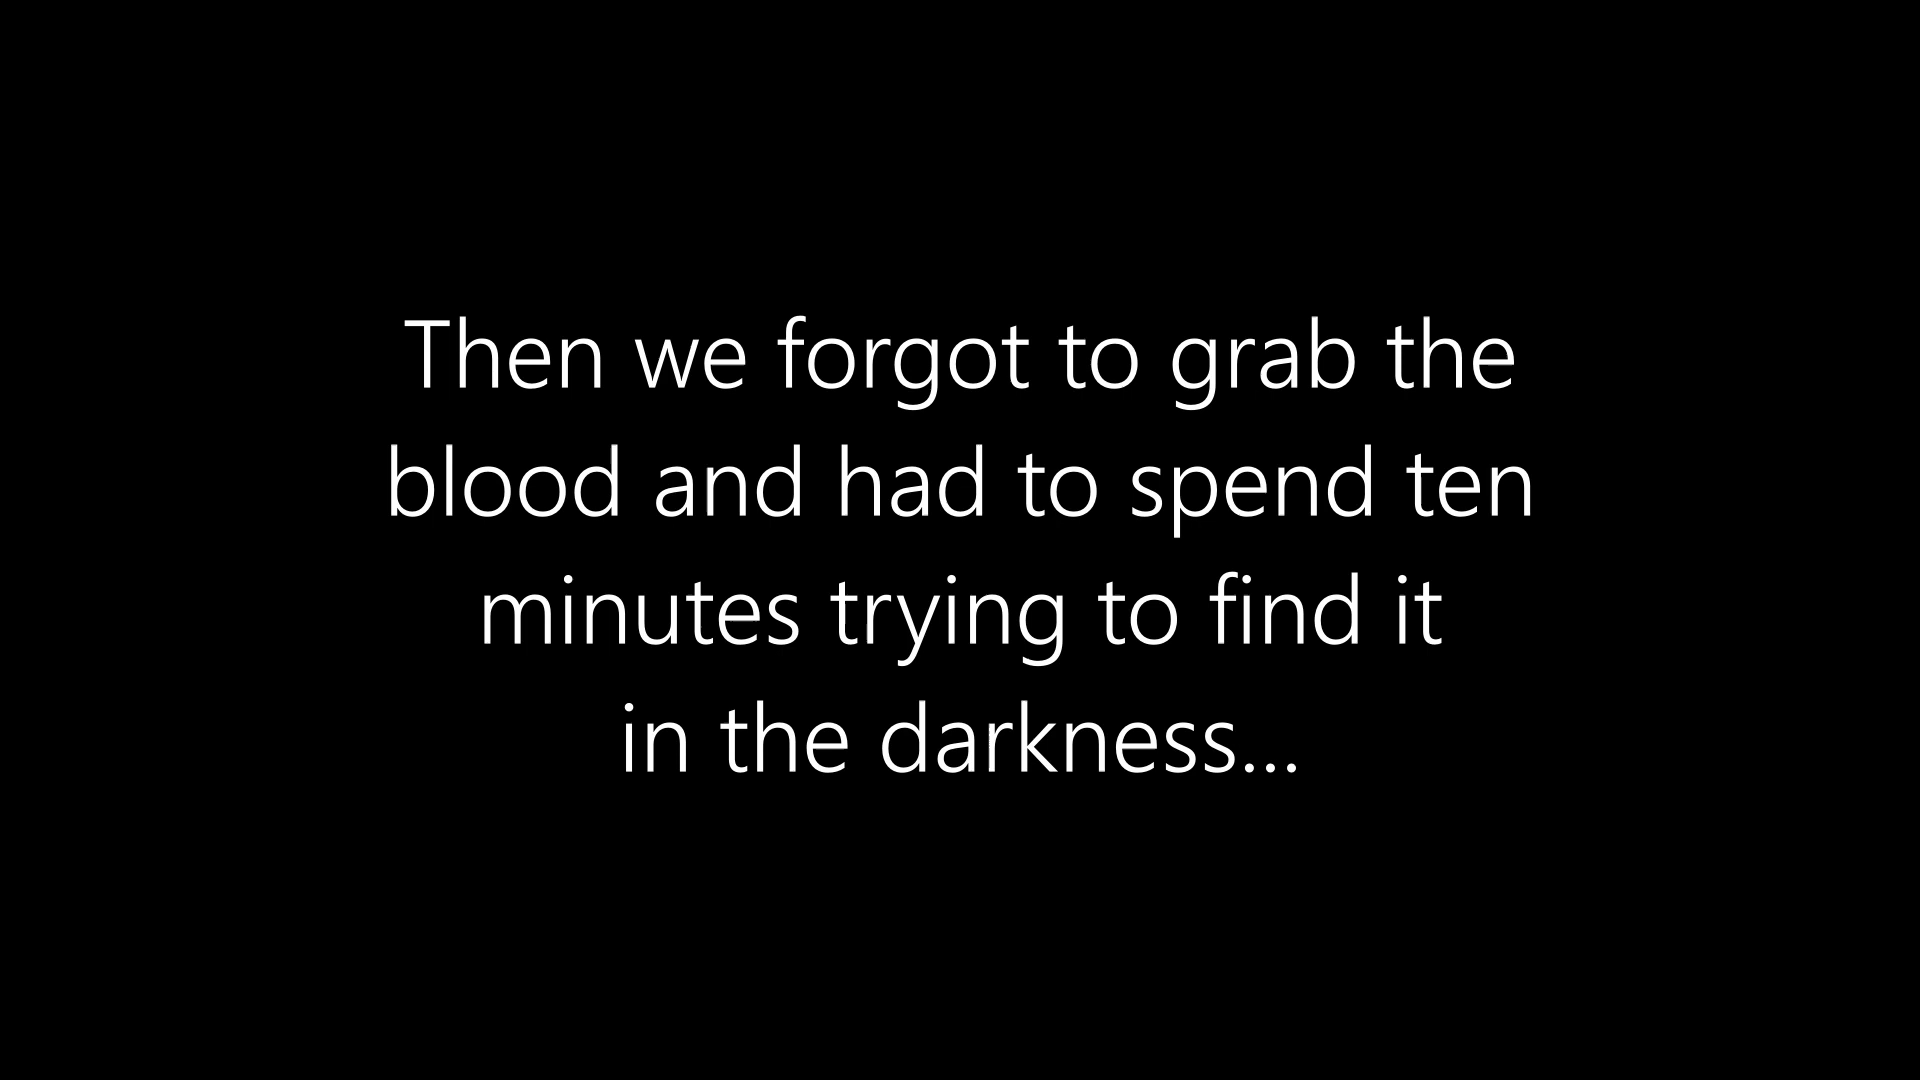 Then we forgot to grab the
blood and had to spend ten
minutes trying to find it
in the darkness...